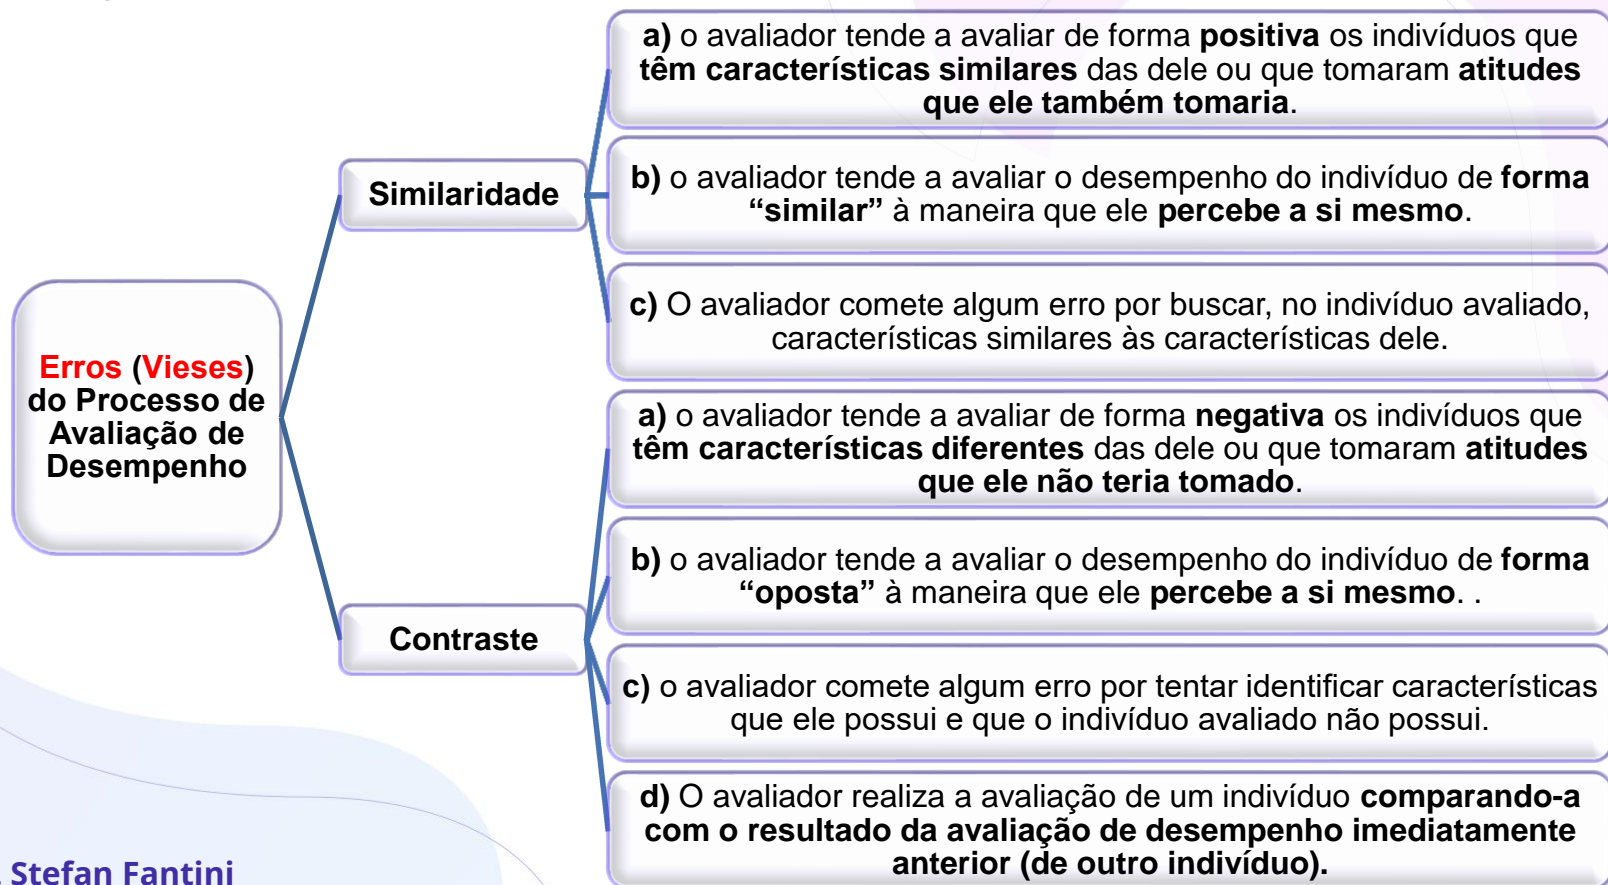 Erros (Vieses)
do Processo de
Avaliação de
Desempenho
Similaridade
a) o avaliador tende a avaliar de forma positiva os indivíduos que
têm características similares das dele ou que tomaram atitudes
que ele também tomaria.
b) o avaliador tende a avaliar o desempenho do indivíduo de forma
“similar” à maneira que ele percebe a si mesmo.
c) O avaliador comete algum erro por buscar, no indivíduo avaliado,
características similares às características dele.
Contraste
a) o avaliador tende a avaliar de forma negativa os indivíduos que
têm características diferentes das dele ou que tomaram atitudes
que ele não teria tomado.
b) o avaliador tende a avaliar o desempenho do indivíduo de forma
“oposta” à maneira que ele percebe a si mesmo. .
c) o avaliador comete algum erro por tentar identificar características
que ele possui e que o indivíduo avaliado não possui.
d) O avaliador realiza a avaliação de um indivíduo comparando-a
com o resultado da avaliação de desempenho imediatamente
anterior (de outro indivíduo).
Stefan Fantini